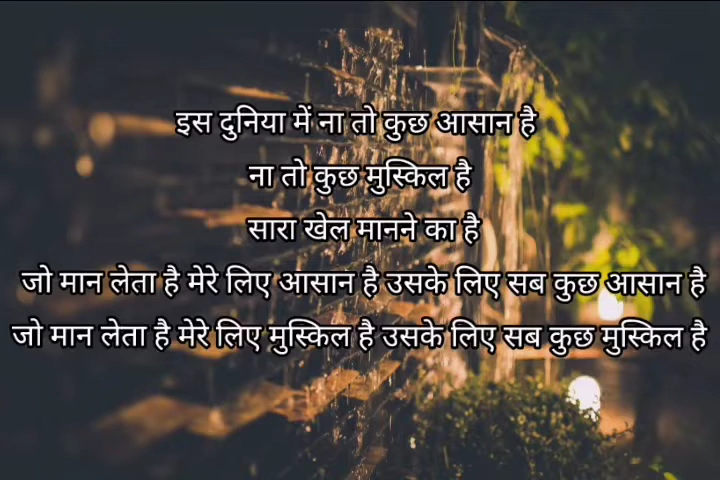 इस दुनिया में ना तो कुछ आसान है
ना तो कुछ मुस्किल है
सारा खेल मानने का है
जो मान लेता है मेरे लिए आसान है उसके लिए सब कुछ आसान है
जो मान लेता है मेरे लिए मुस्किल है उसके लिए सब कुछ मुस्किल है